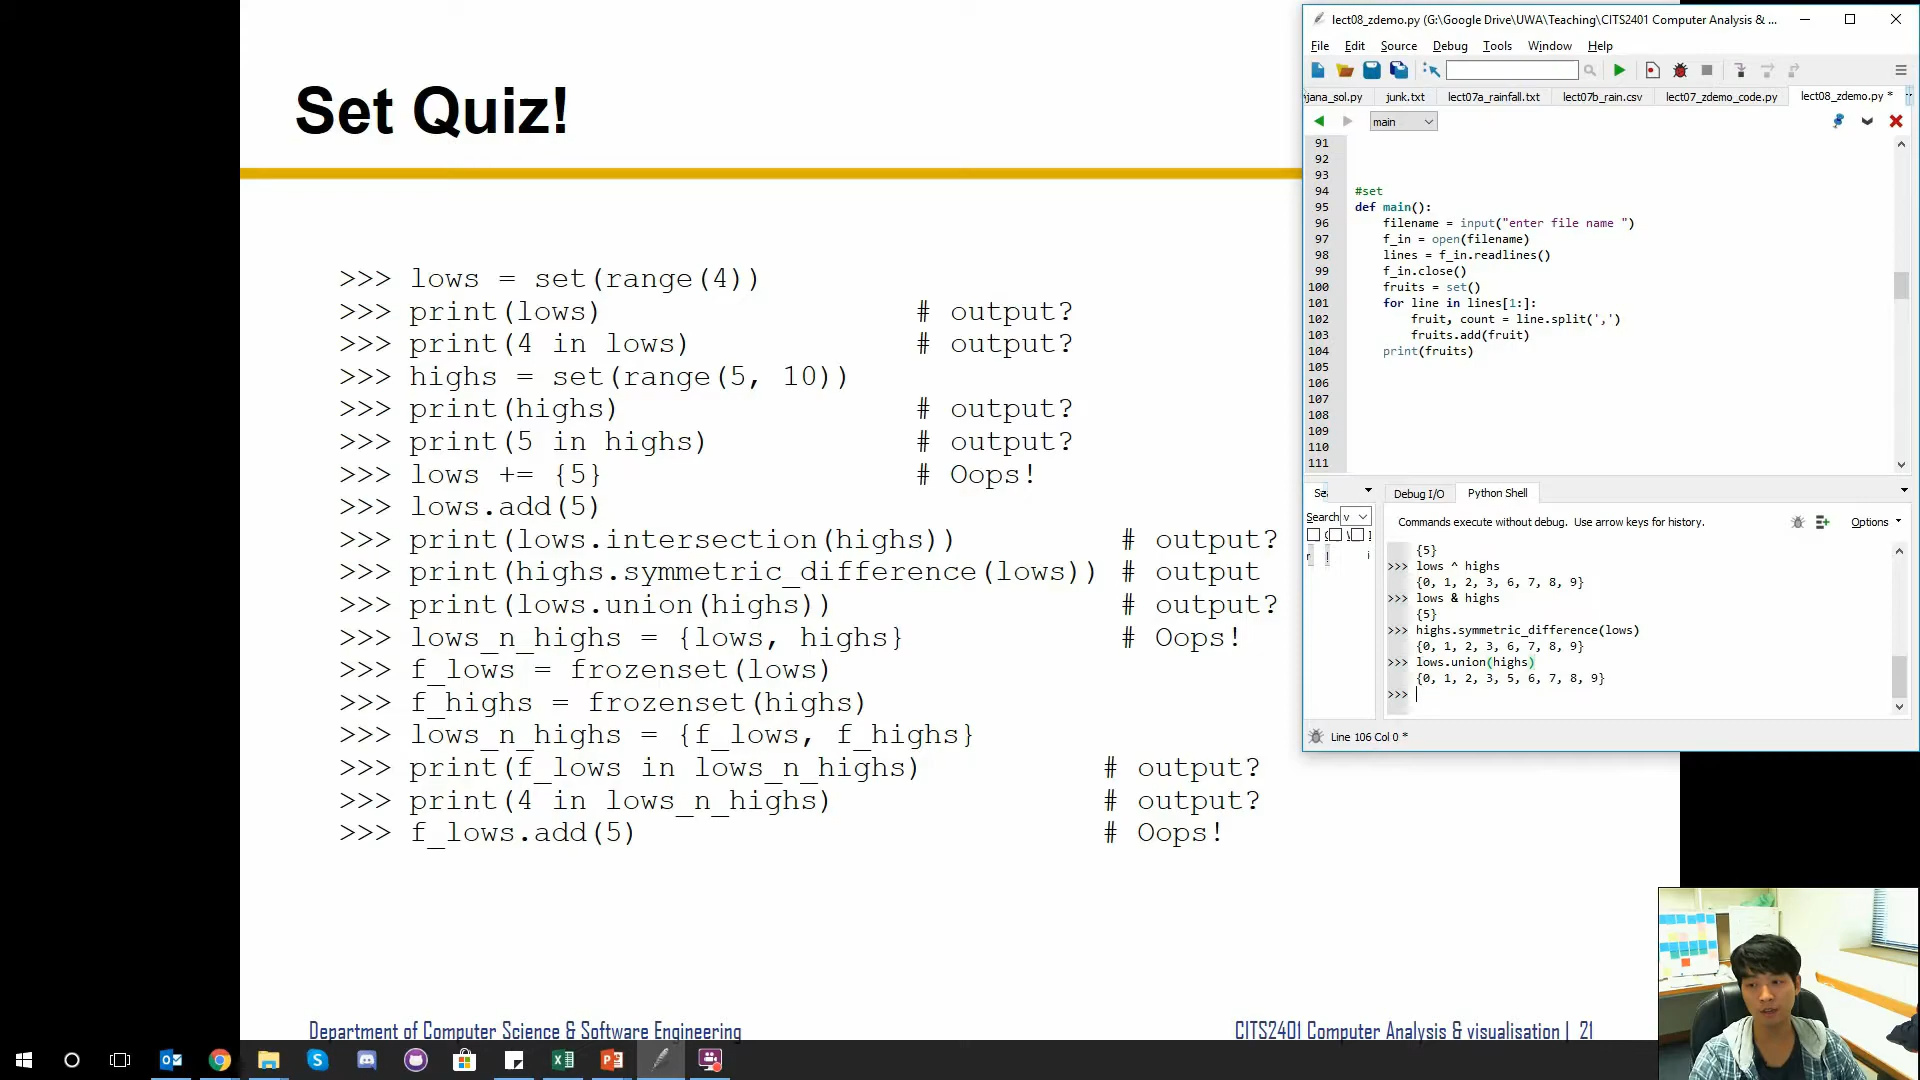 Set Quiz!
>>> lows = set(range(4))
>>> print(lows) # output?
>>> print(4 in lows) # output?
>>> highs = set(range(5, 10))
>>> print(highs) # output?
>>> print(5 in highs) # output?
>>> lows += {5} # Oops!
>>> lows.add(5)
>>> print(lows.intersection(highs)) # output?
>>> print(highs.symmetric_difference(lows)) # output
>>> print(lows.union(highs)) # output?
>>> lows_n_highs = {lows, highs} # Oops!
>>> f_lows = frozenset(lows)
>>> f_highs = frozenset(highs)
>>> lows_n_highs = {f_lows, f_highs}
>>> print(f_lows in lows_n_highs) # output?
>>> print(4 in lows_n_highs) # output?
>>> f_lows.add(5) # Oops!
Department of Computer Science & Software Engineering
CITS2401 Computer Analysis & visualisation | 21
lect08_zdemo.py (G:\Google Drive\UWA\Teaching\CITS2401 Computer Analysis & ...
File Edit Source Debug Tools Window Help
jana_sol.py junk.txt lect07a_rainfall.txt lect07b_rain.csv lect07_zdemo_code.py lect08_zdemo.py *
main
91
92
93
94 #set
95 def main():
96 filename = input("enter file name ")
97 f_in = open(filename)
98 lines = f_in.readlines()
99 f_in.close()
100 fruits = set()
101 for line in lines[1:]:
102 fruit, count = line.split(',')
103 fruits.add(fruit)
104 print(fruits)
105
106
107
108
109
110
111
Debug I/O Python Shell
Search
Commands execute without debug. Use arrow keys for history.
Options
{5}
>>> lows ^ highs
{0, 1, 2, 3, 6, 7, 8, 9}
>>> lows & highs
{5}
>>> highs.symmetric_difference(lows)
{0, 1, 2, 3, 6, 7, 8, 9}
>>> lows.union(highs)
{0, 1, 2, 3, 5, 6, 7, 8, 9}
>>>
Line 106 Col 0 *